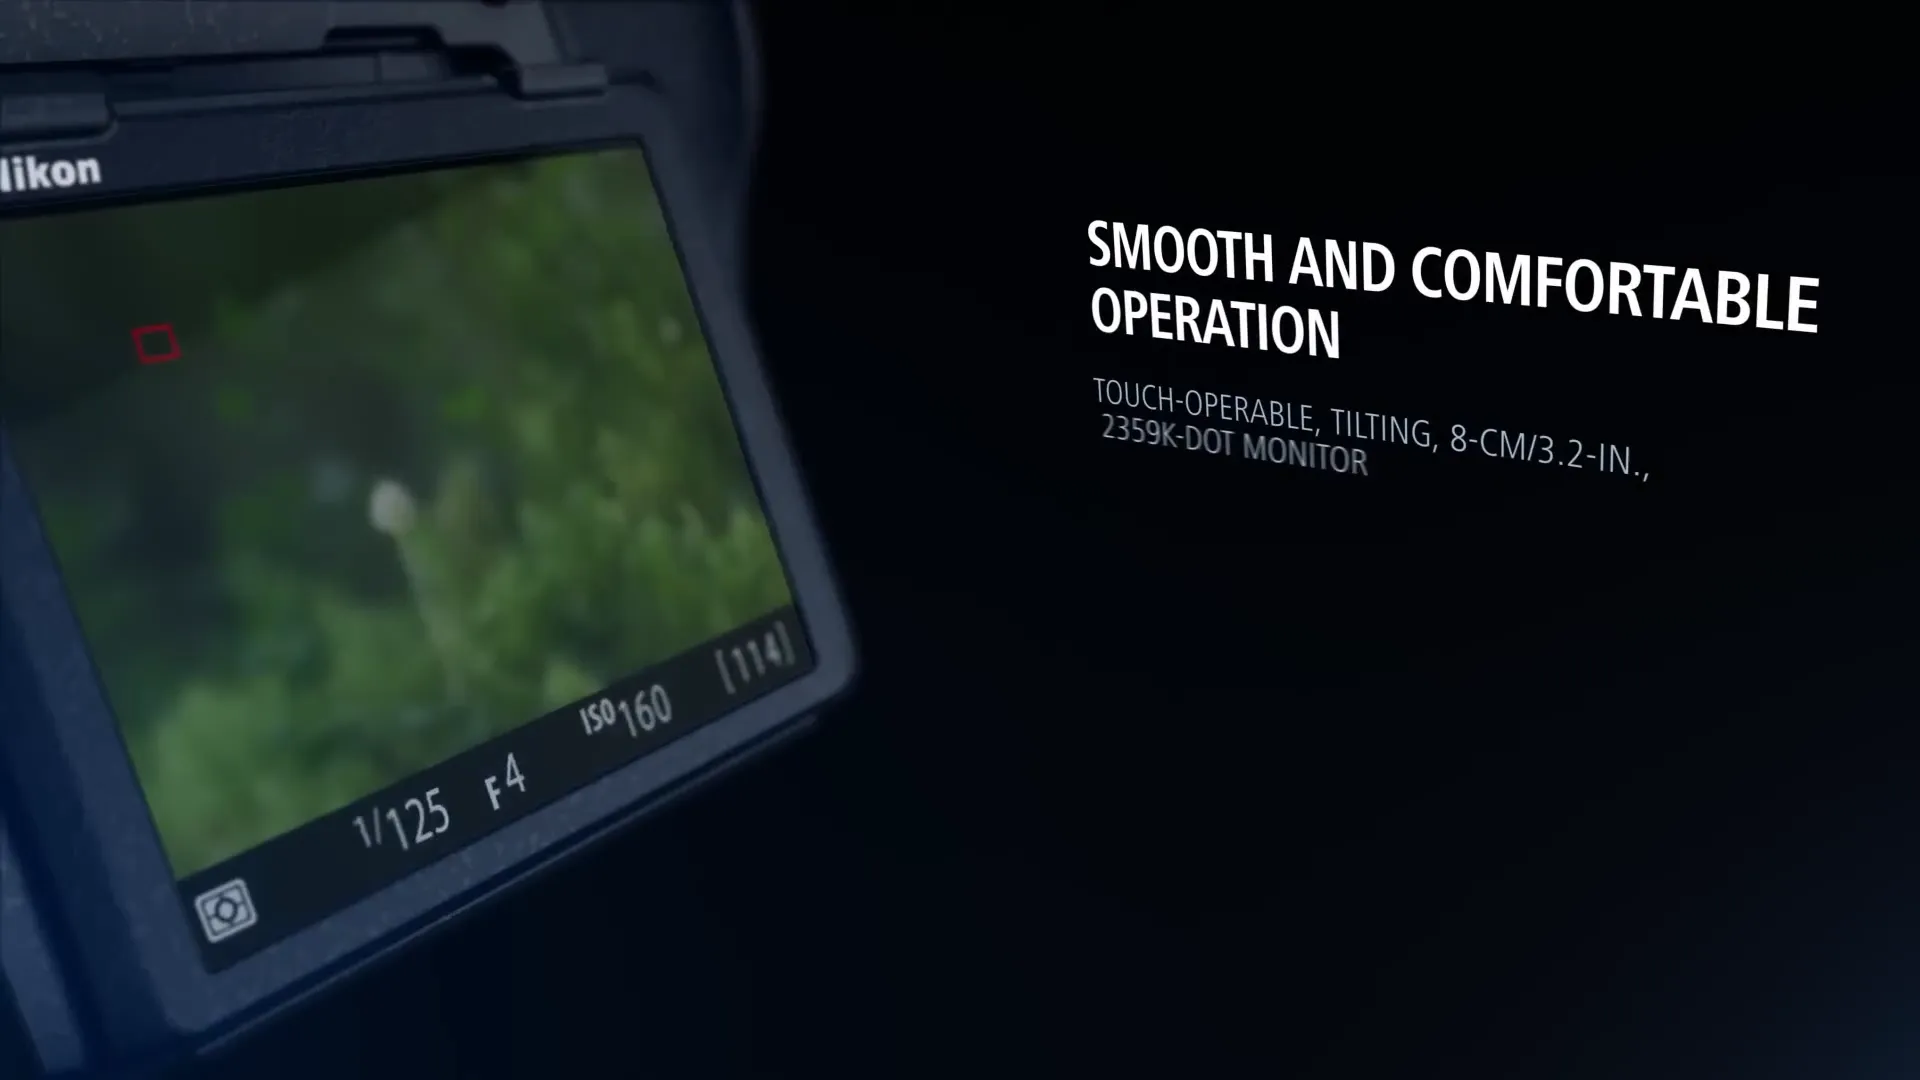 Nikon
SMOOTH AND COMFORTABLE
OPERATION
TOUCH-OPERABLE, TILTING, 8-CM/3.2-IN.,
2359K-DOT MONITOR
1/125 F4 ISO 160 [114]